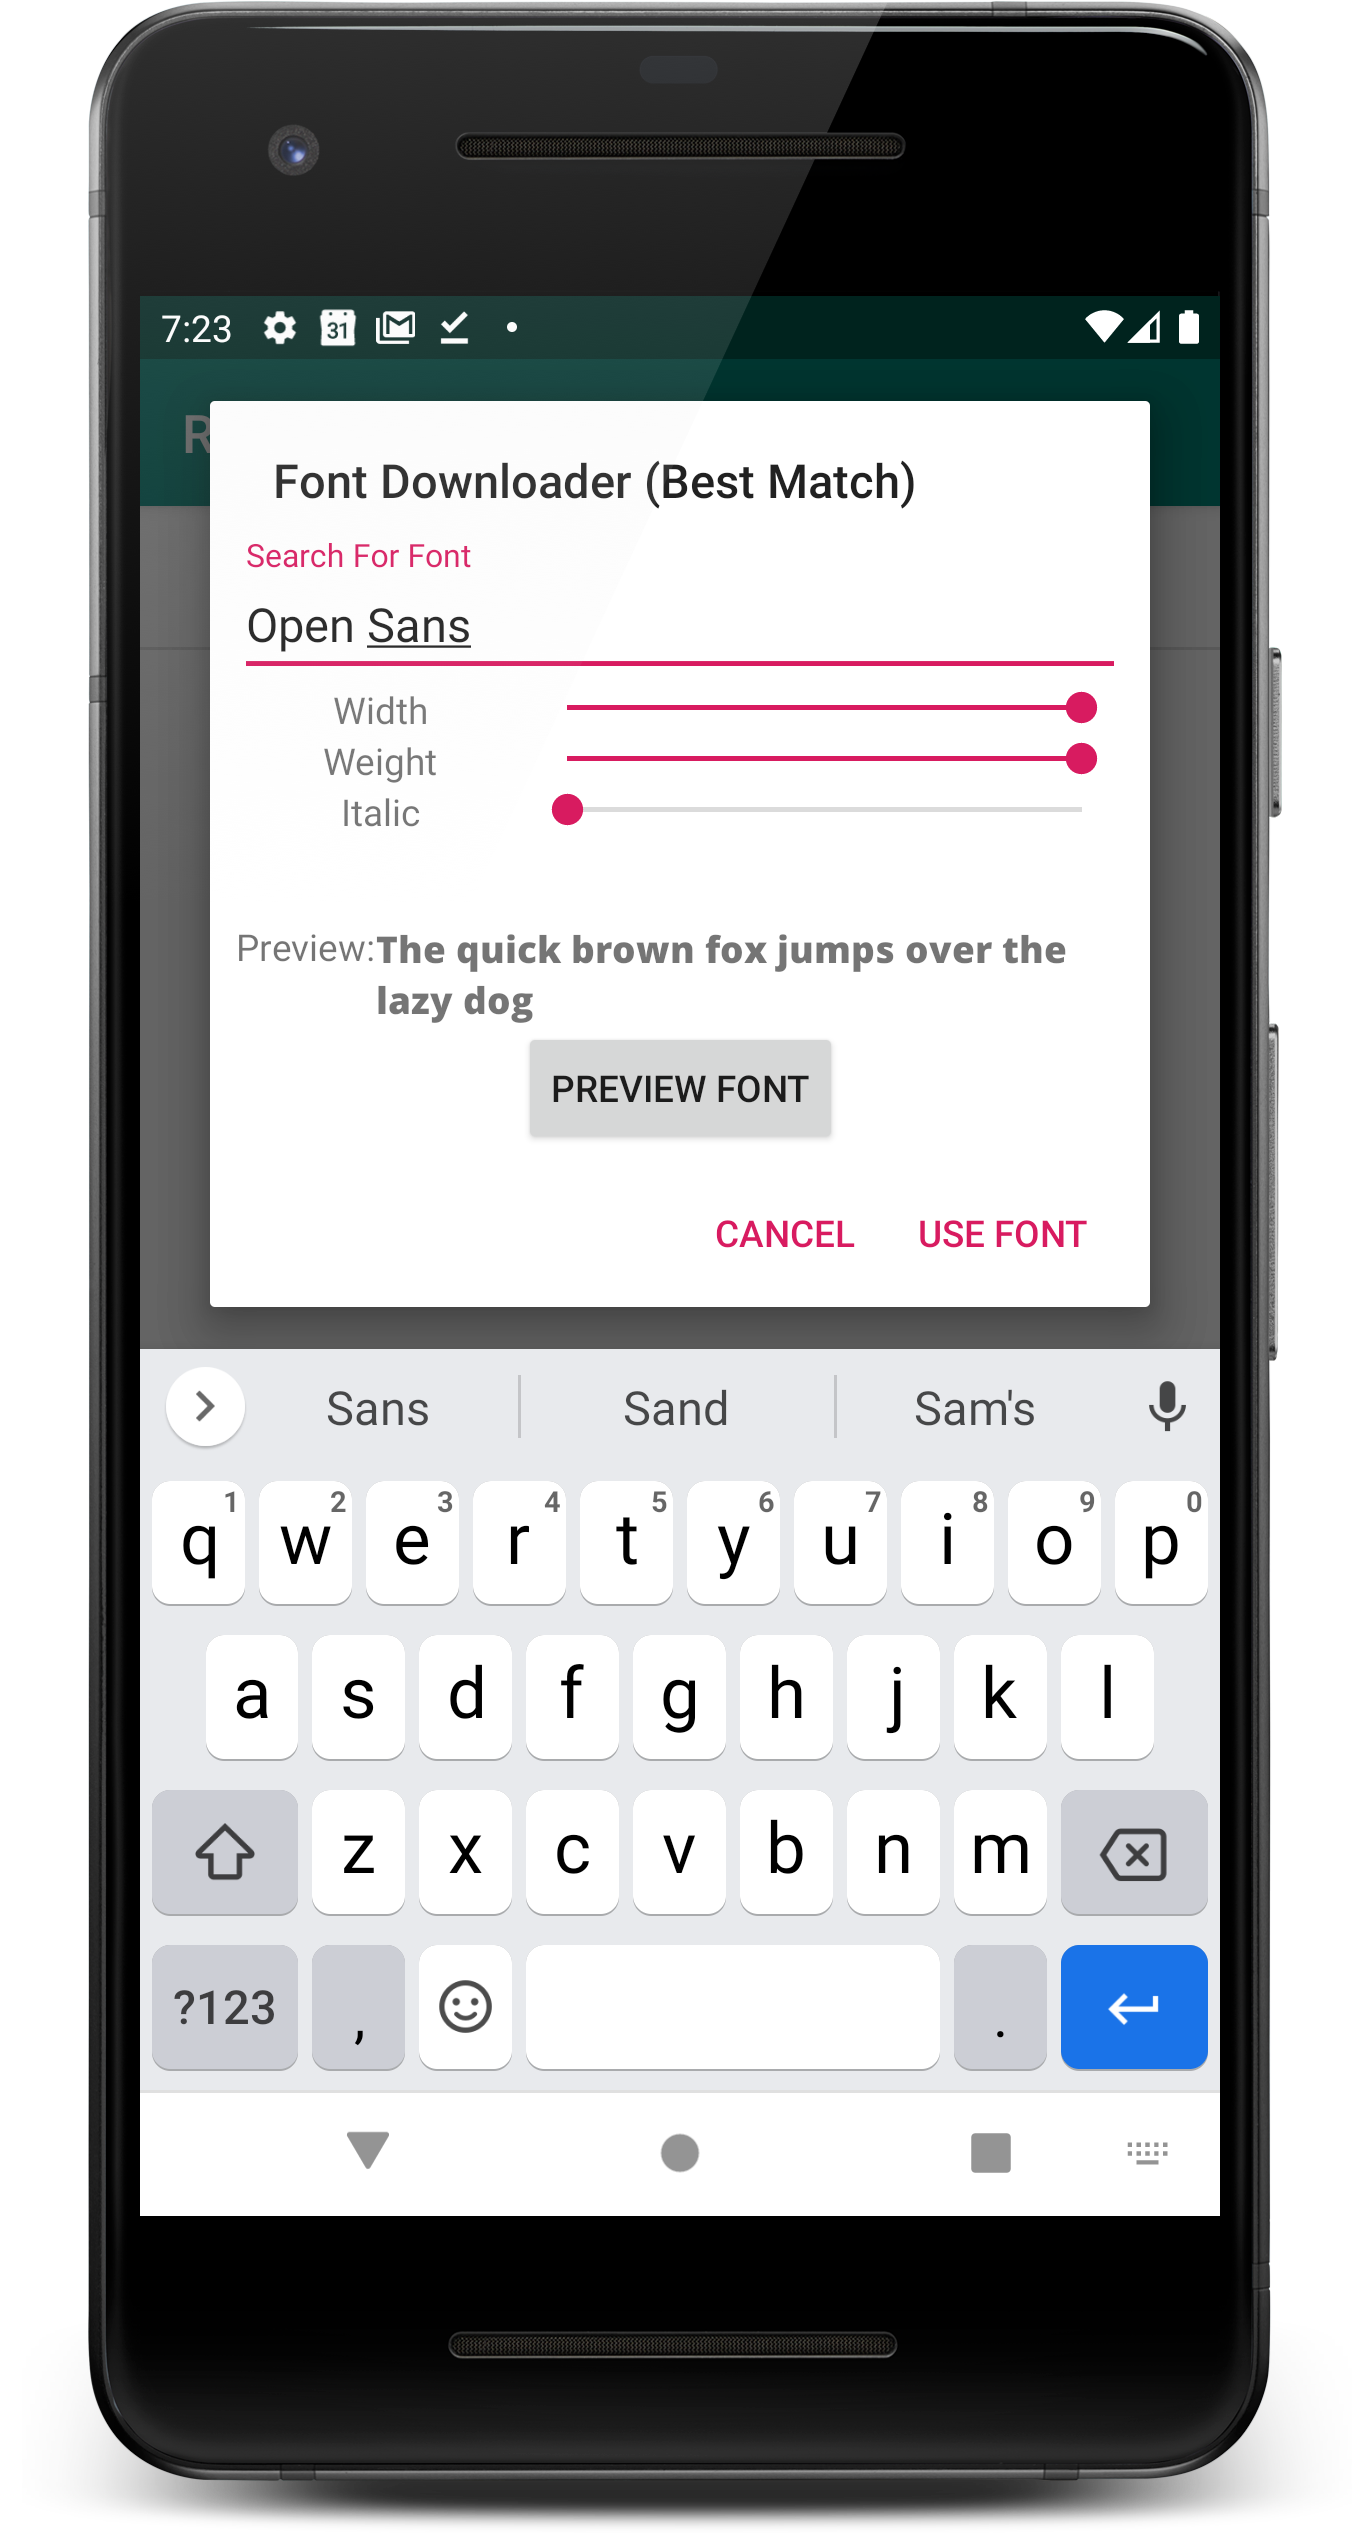 7:23 31
R
Font Downloader (Best Match)
Search For Font
Open Sans
Width
Weight
Italic
Preview: The quick brown fox jumps over the
lazy dog
PREVIEW FONT
CANCEL USE FONT
Sans Sand Sam's
1 2 3 4 5 6 7 8 9 0
q w e r t y u i o p
a s d f g h j k l
z x c v b n m
?123 , .